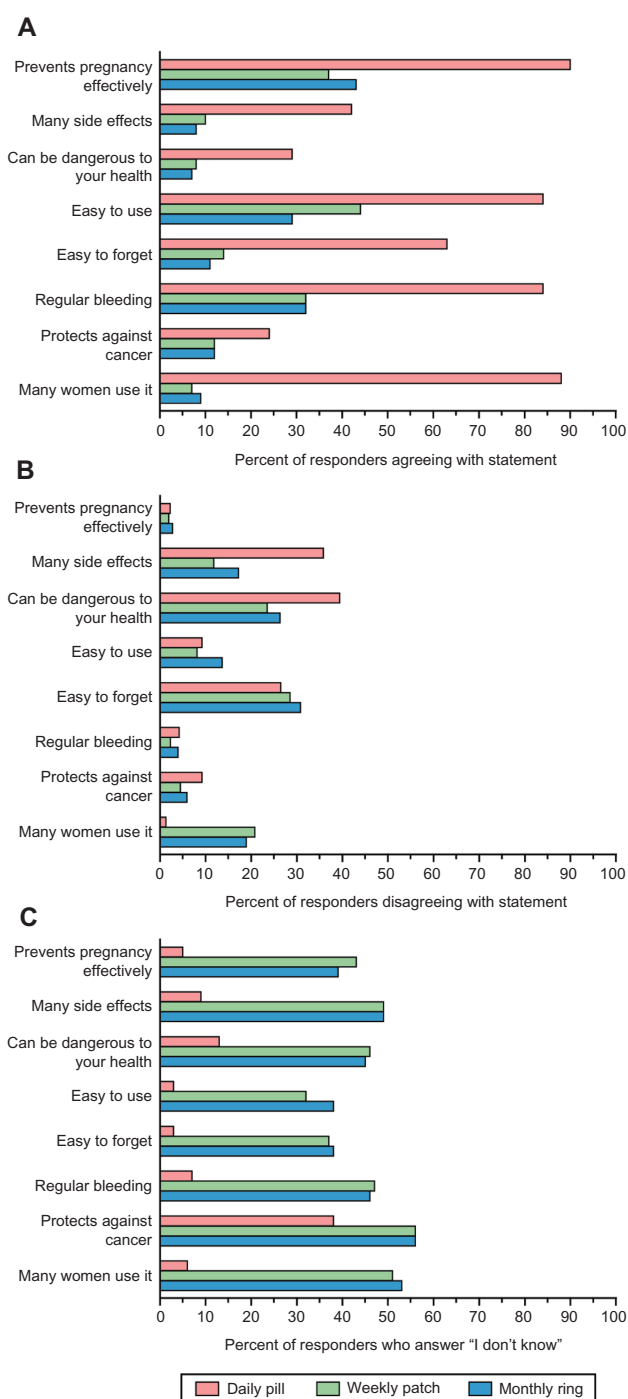 A
Prevents pregnancy
effectively
Many side effects
Can be dangerous to
your health
Easy to use
Easy to forget
Regular bleeding
Protects against
cancer
Many women use it
0 10 20 30 40 50 60 70 80 90 100
Percent of responders agreeing with statement
B
Prevents pregnancy
effectively
Many side effects
Can be dangerous to
your health
Easy to use
Easy to forget
Regular bleeding
Protects against
cancer
Many women use it
0 10 20 30 40 50 60 70 80 90 100
Percent of responders disagreeing with statement
C
Prevents pregnancy
effectively
Many side effects
Can be dangerous to
your health
Easy to use
Easy to forget
Regular bleeding
Protects against
cancer
Many women use it
0 10 20 30 40 50 60 70 80 90 100
Percent of responders who answer “I don’t know”
Daily pill Weekly patch Monthly ring